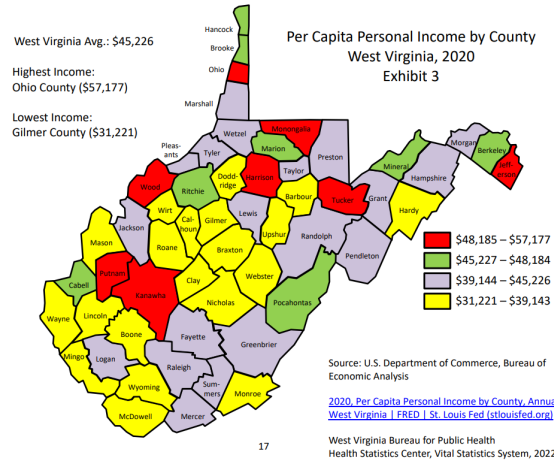 Per Capita Personal Income by County
West Virginia, 2020
Exhibit 3
West Virginia Avg.: $45,226
Highest Income:
Ohio County ($57,177)
Lowest Income:
Gilmer County ($31,221)
Hancock
Brooke
Ohio
Marshall
Wetzel
Monongalia
Marion
Preston
Morgan
Berkeley
Jeff-
erson
Mineral
Hampshire
Pleas-
ants
Tyler
Dodd-
ridge
Harrison
Taylor
Wood
Ritchie
Barbour
Tucker
Grant
Hardy
Wirt
Cal-
houn
Gilmer
Lewis
Upshur
Randolph
Pendleton
Mason
Jackson
Roane
Braxton
Webster
Putnam
Cabell
Kanawha
Clay
Nicholas
Pocahontas
Wayne
Lincoln
Boone
Fayette
Greenbrier
Mingo
Logan
Raleigh
Wyoming
Sum-
mers
Monroe
McDowell
Mercer
$48,185 – $57,177
$45,227 – $48,184
$39,144 – $45,226
$31,221 – $39,143
Source: U.S. Department of Commerce, Bureau of
Economic Analysis
2020, Per Capita Personal Income by County, Annua
West Virginia | FRED | St. Louis Fed (stlouisfed.org)
West Virginia Bureau for Public Health
Health Statistics Center, Vital Statistics System, 2022
17